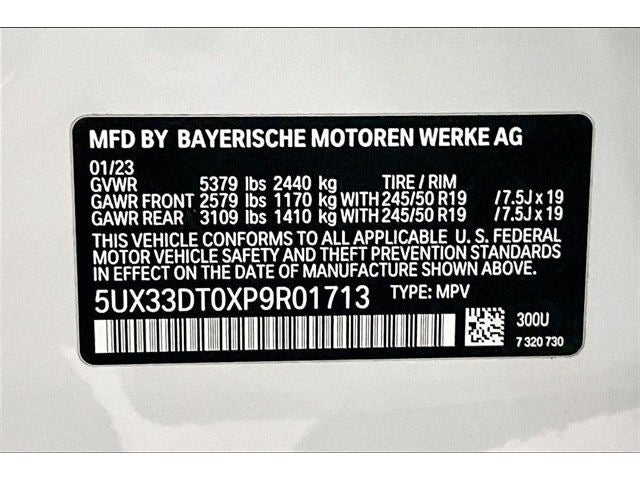 MFD BY BAYERISCHE MOTOREN WERKE AG
01/23
GVWR 5379 lbs 2440 kg TIRE / RIM
GAWR FRONT 2579 lbs 1170 kg WITH 245/50 R19 / 7.5J x 19
GAWR REAR 3109 lbs 1410 kg WITH 245/50 R19 / 7.5J x 19
THIS VEHICLE CONFORMS TO ALL APPLICABLE U. S. FEDERAL
MOTOR VEHICLE SAFETY AND THEFT PREVENTION STANDARDS
IN EFFECT ON THE DATE OF MANUFACTURE SHOWN ABOVE.
5UX33DT0XP9R01713 TYPE: MPV
300U
7 320 730